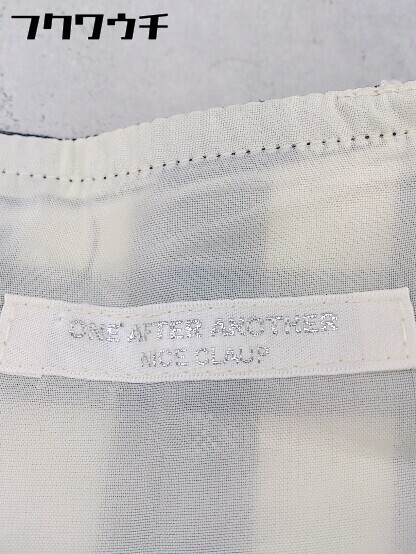 フクワウチ
ONE AFTER ANOTHER
NICE CLAUP